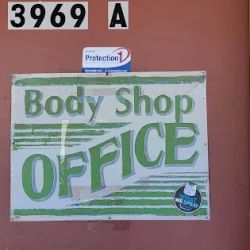 3969 A
Protection 1
Body Shop
OFFICE